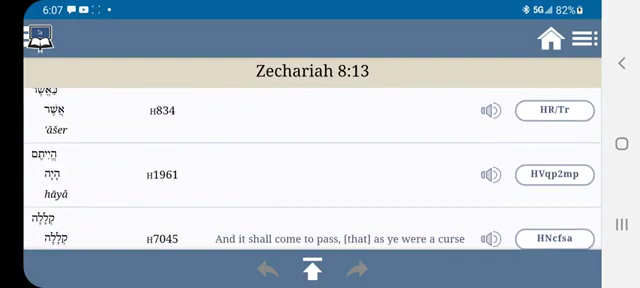 6:07 5G 82%
Zechariah 8:13
כַּאֲשֶׁר
אֲשֶׁר H834 HR/Tr
'ăšer
הֱיִיתֶם
הָיָה H1961 HVqp2mp
hāyâ
קְלָלָה
קְלָלָה H7045 And it shall come to pass, [that] as ye were a curse HNcfsa